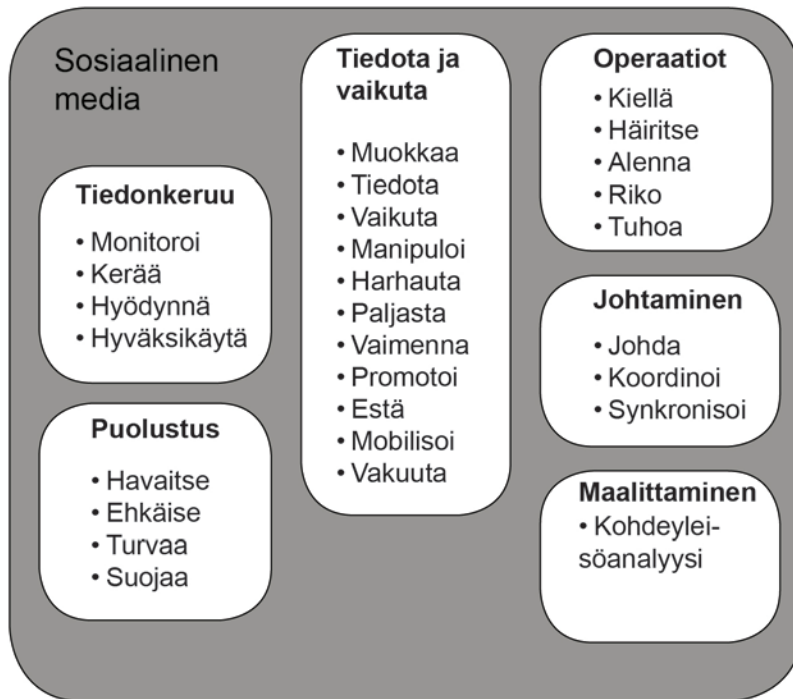 Sosiaalinen
media
Tiedonkeruu
• Monitoroi
• Kerää
• Hyödynnä
• Hyväksikäytä
Puolustus
• Havaitse
• Ehkäise
• Turvaa
• Suojaa
Tiedota ja
vaikuta
• Muokkaa
• Tiedota
• Vaikuta
• Manipuloi
• Harhauta
• Paljasta
• Vaimenna
• Promotoi
• Estä
• Mobilisoi
• Vakuuta
Operaatiot
• Kiellä
• Häiritse
• Alenna
• Riko
• Tuhoa
Johtaminen
• Johda
• Koordinoi
• Synkronisoi
Maalittaminen
• Kohdeylei-
söanalyysi